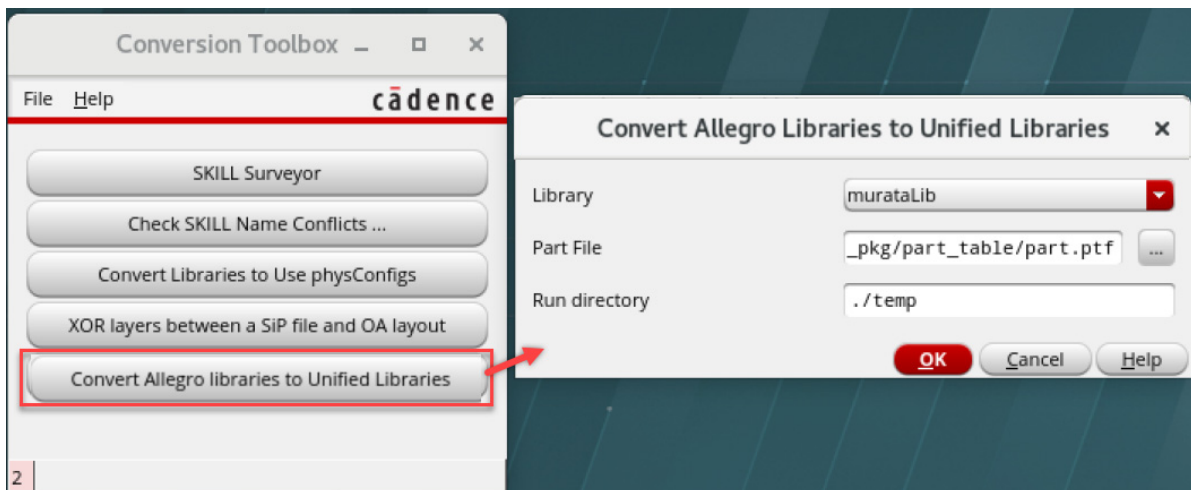 Conversion Toolbox
File Help cādence
SKILL Surveyor
Check SKILL Name Conflicts ...
Convert Libraries to Use physConfigs
XOR layers between a SiP file and OA layout
Convert Allegro libraries to Unified Libraries
2
Convert Allegro Libraries to Unified Libraries
Library murataLib
Part File _pkg/part_table/part.ptf ...
Run directory ./temp
OK Cancel Help